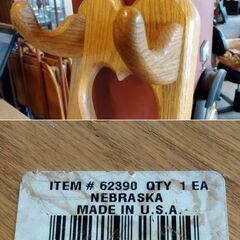 ITEM # 62390 QTY 1 EA
NEBRASKA
MADE IN U.S.A.